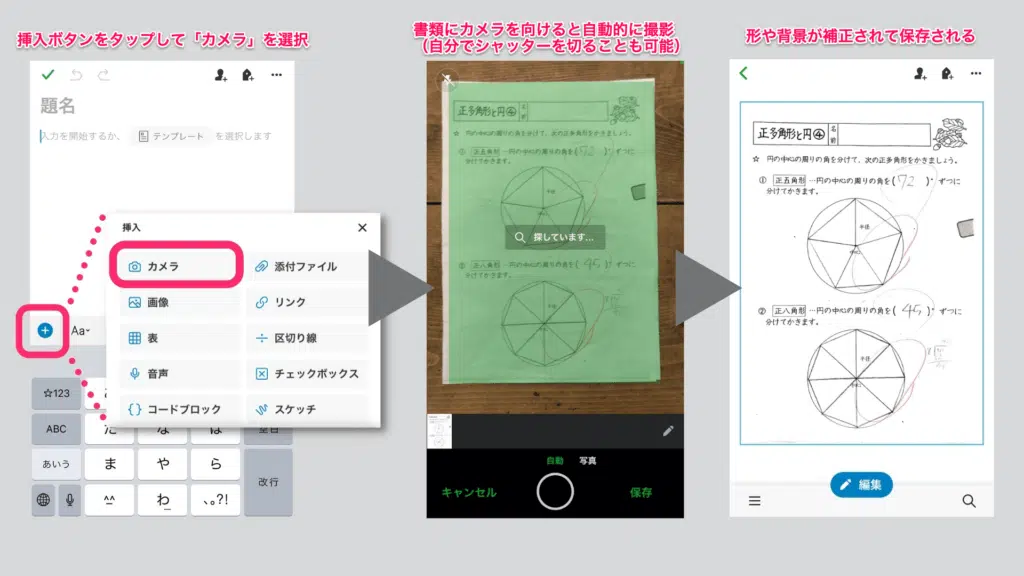 挿入ボタンをタップして「カメラ」を選択
題名
入力を開始するか、 テンプレート を選択します
挿入
カメラ
添付ファイル
画像
リンク
表
区切り線
音声
チェックボックス
コードブロック
スケッチ
Aa
☆123
ABC
た な は 空白
あいう
ま や ら
改行
^^ わ 、。?!
書類にカメラを向けると自動的に撮影
(自分でシャッターを切ることも可能)
正多角形と円④ 名前
☆ 円の中心の周りの角を分けて、次の正多角形をかきましょう。
① 正五角形 …円の中心の周りの角を(72)°ずつに
分けてかきます。
半径
探しています...
② 正八角形 …円の中心の周りの角を(45)°ずつに
分けてかきます。
自動 写真
キャンセル
保存
形や背景が補正されて保存される
正多角形と円④ 名前
☆ 円の中心の周りの角を分けて、次の正多角形をかきましょう。
① 正五角形 …円の中心の周りの角を(72)°ずつに
分けてかきます。
半径
② 正八角形 …円の中心の周りの角を(45)°ずつに
分けてかきます。
半径
編集